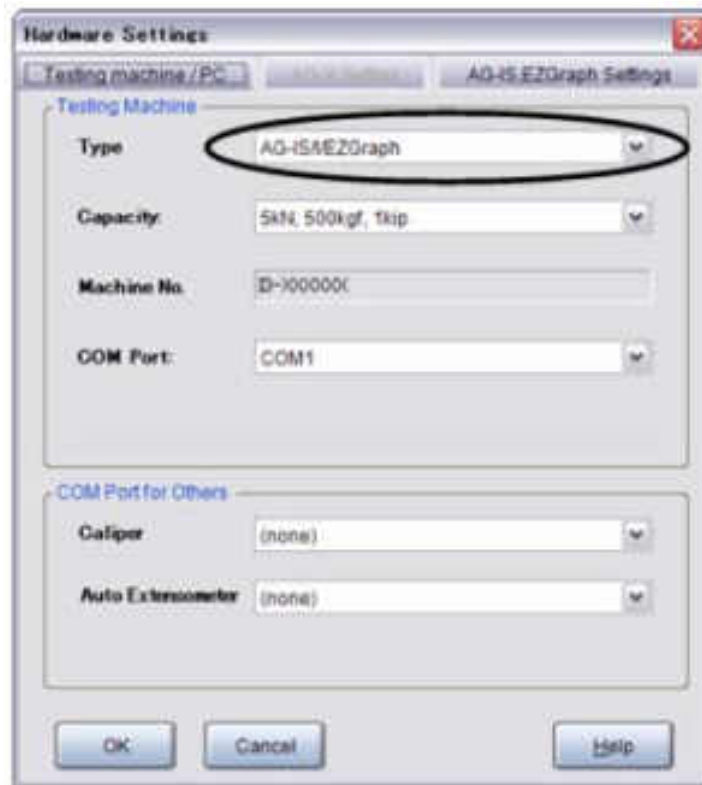 Hardware Settings
Testing machine / PC
AG-IS,EZGraph Settings
Testing Machine
Type
AG-IS/I/EZGraph
Capacity:
5kN, 500kgf, 1kip
Machine No.
COM Port:
COM1
COM Port for Others
Caliper
(none)
Auto Extensometer
(none)
OK
Cancel
Help